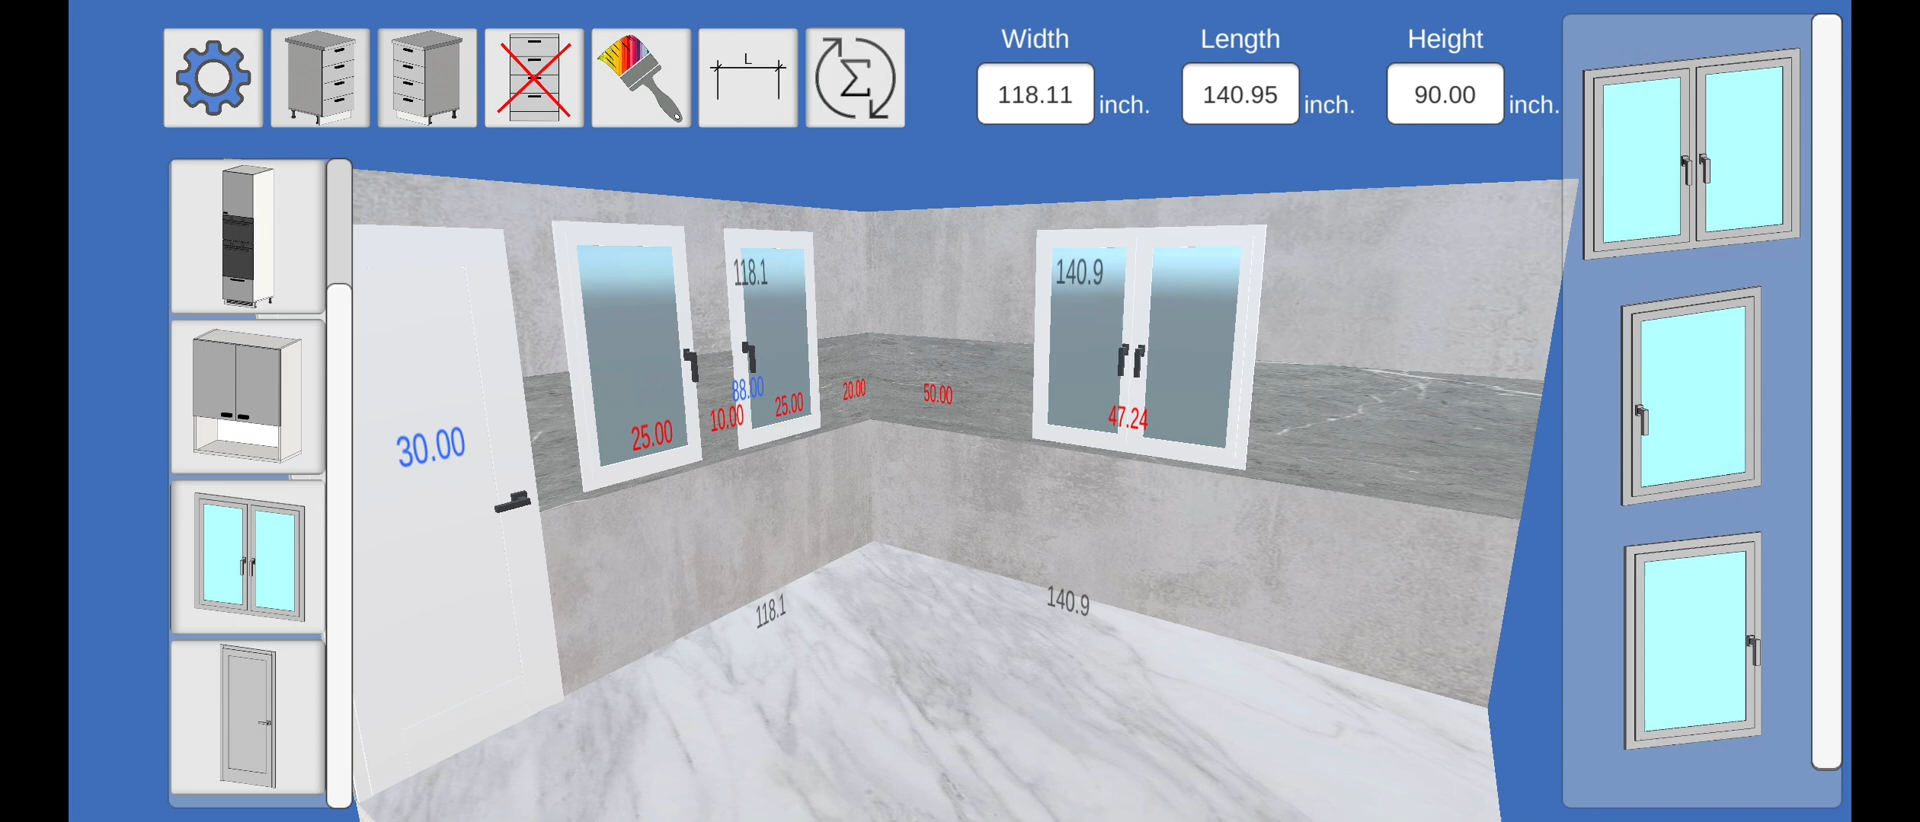 L
Σ
Width
118.11 inch.
Length
140.95 inch.
Height
90.00 inch.
118.1
140.9
30.00
25.00
10.00
88.00
25.00
20.00
50.00
47.24
118.1
140.9